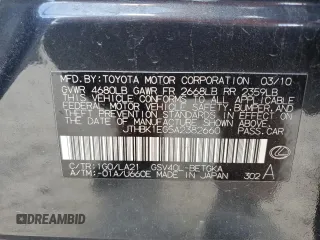 MFD.BY:TOYOTA MOTOR CORPORATION 03/10
GVWR 4680LB GAWR FR 2668LB RR 2359LB
THIS VEHICLE CONFORMS TO ALL APPLICABLE
FEDERAL MOTOR VEHICLE SAFETY, BUMPER AND
THEFT PREVENTION STANDARDS IN EFFECT ON
THE DATE OF MANUFACTURE SHOWN ABOVE.
PASS.CAR
C/TR:1G0/LA21 GSV40L-BETGKA
A/TM:-01A/U660E MADE IN JAPAN 302 A
DREAMBID